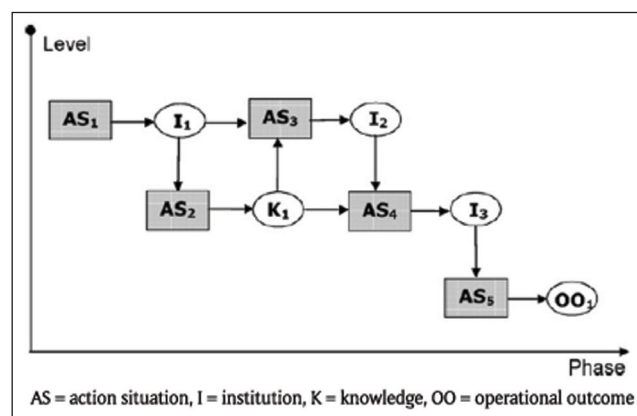 Level
AS₁ I₁ AS₃ I₂
AS₂ K₁ AS₄ I₃
AS₅ OO₁
Phase
AS = action situation, I = institution, K = knowledge, OO = operational outcome